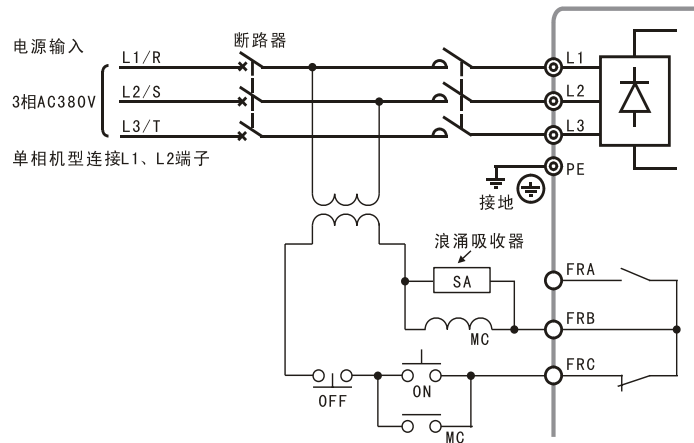 电源输入
断路器
L1/R
L1
L2/S
L2
3相AC380V
L3/T
L3
单相机型连接L1、L2端子
PE
接地
浪涌吸收器
SA
FRA
MC
FRB
FRC
OFF
ON
MC